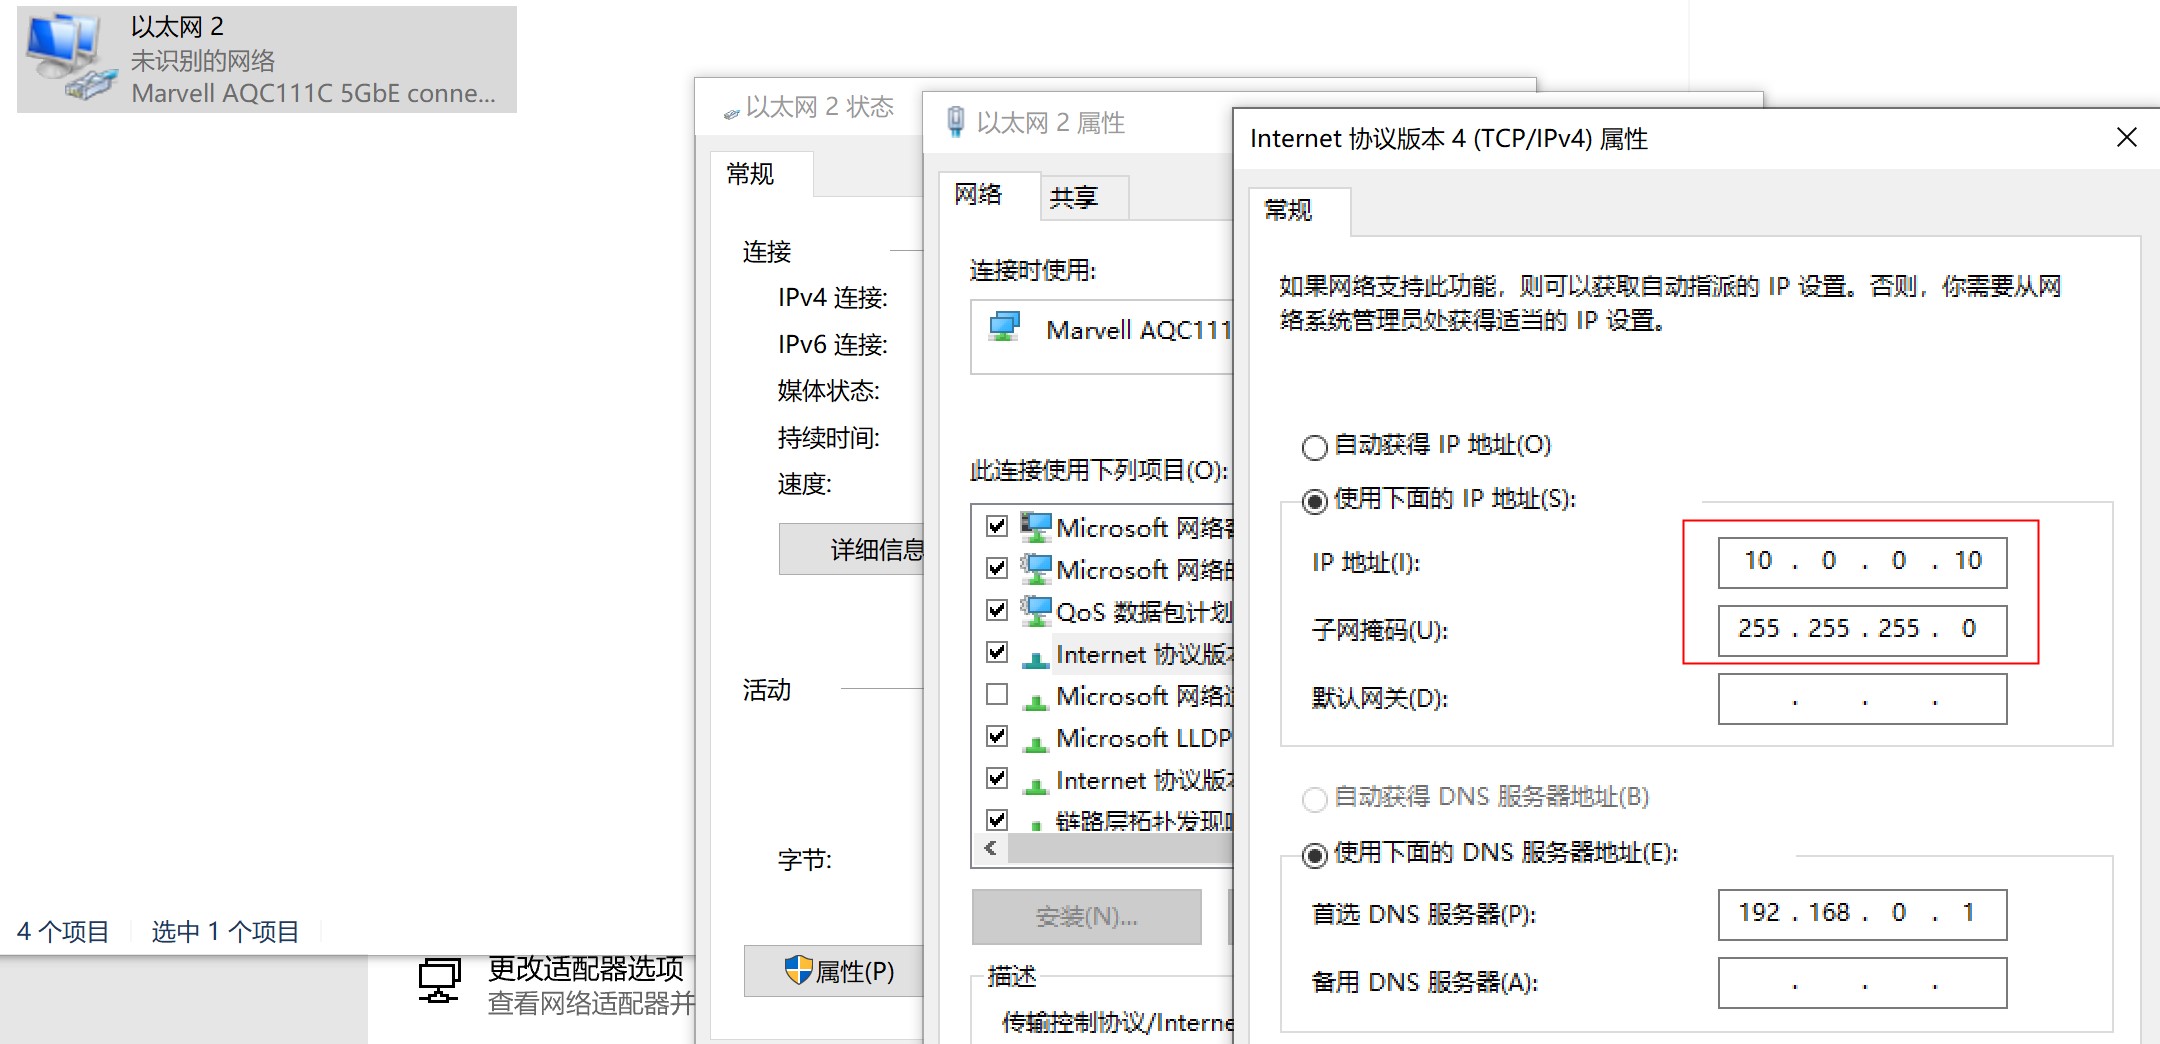 以太网 2
未识别的网络
Marvell AQC111C 5GbE conne...
4 个项目
选中 1 个项目
更改适配器选项
查看网络适配器并
以太网 2 状态
常规
连接
IPv4 连接:
IPv6 连接:
媒体状态:
持续时间:
速度:
详细信息
活动
字节:
属性(P)
以太网 2 属性
网络
共享
连接时使用:
Marvell AQC111
此连接使用下列项目(O):
Microsoft 网络
Microsoft 网络的
QoS 数据包计划
Internet 协议版本
Microsoft 网络
Microsoft LLDP
Internet 协议版本
链路层拓扑发现
安装(N)...
描述
传输控制协议/Interne
Internet 协议版本 4 (TCP/IPv4) 属性
常规
如果网络支持此功能，则可以获取自动指派的 IP 设置。否则，你需要从网
络系统管理员处获得适当的 IP 设置。
自动获得 IP 地址(O)
使用下面的 IP 地址(S):
IP 地址(I):
10 . 0 . 0 . 10
子网掩码(U):
255 . 255 . 255 . 0
默认网关(D):
. . .
自动获得 DNS 服务器地址(B)
使用下面的 DNS 服务器地址(E):
首选 DNS 服务器(P):
192 . 168 . 0 . 1
备用 DNS 服务器(A):
. . .